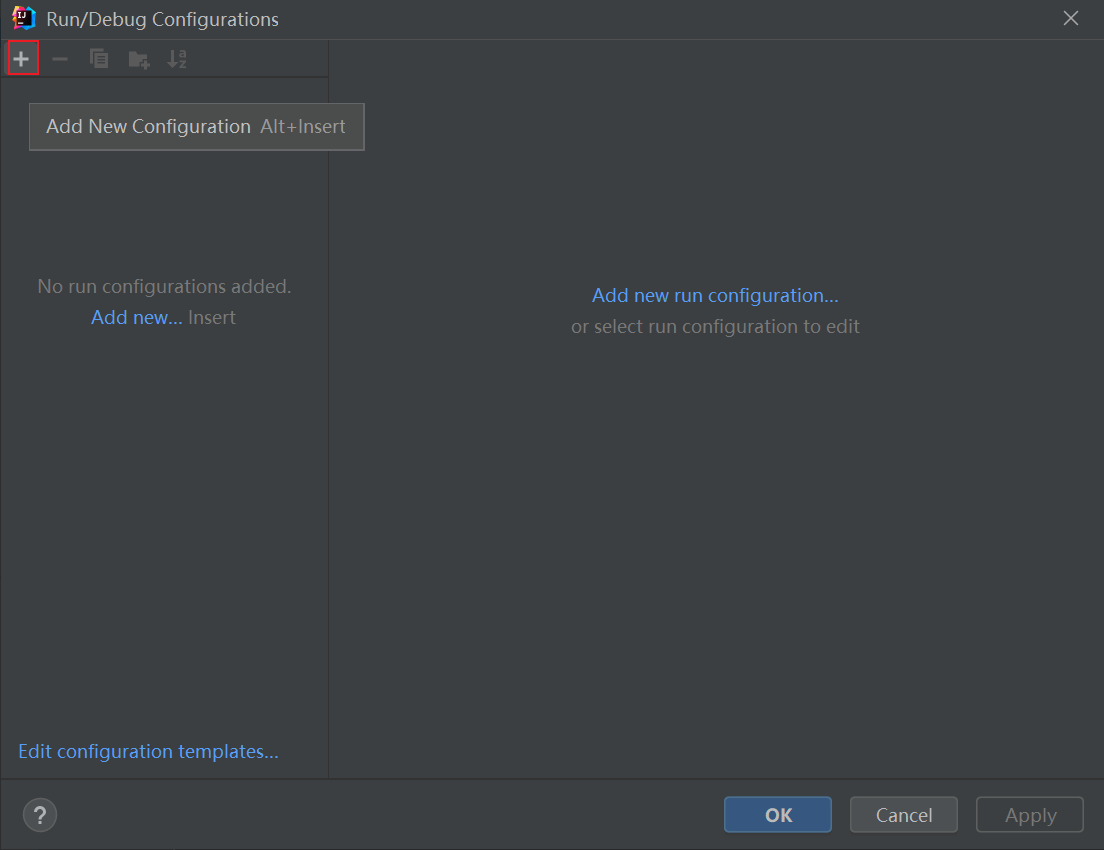 Run/Debug Configurations
Add New Configuration Alt+Insert
No run configurations added.
Add new... Insert
Add new run configuration...
or select run configuration to edit
Edit configuration templates...
?
OK
Cancel
Apply